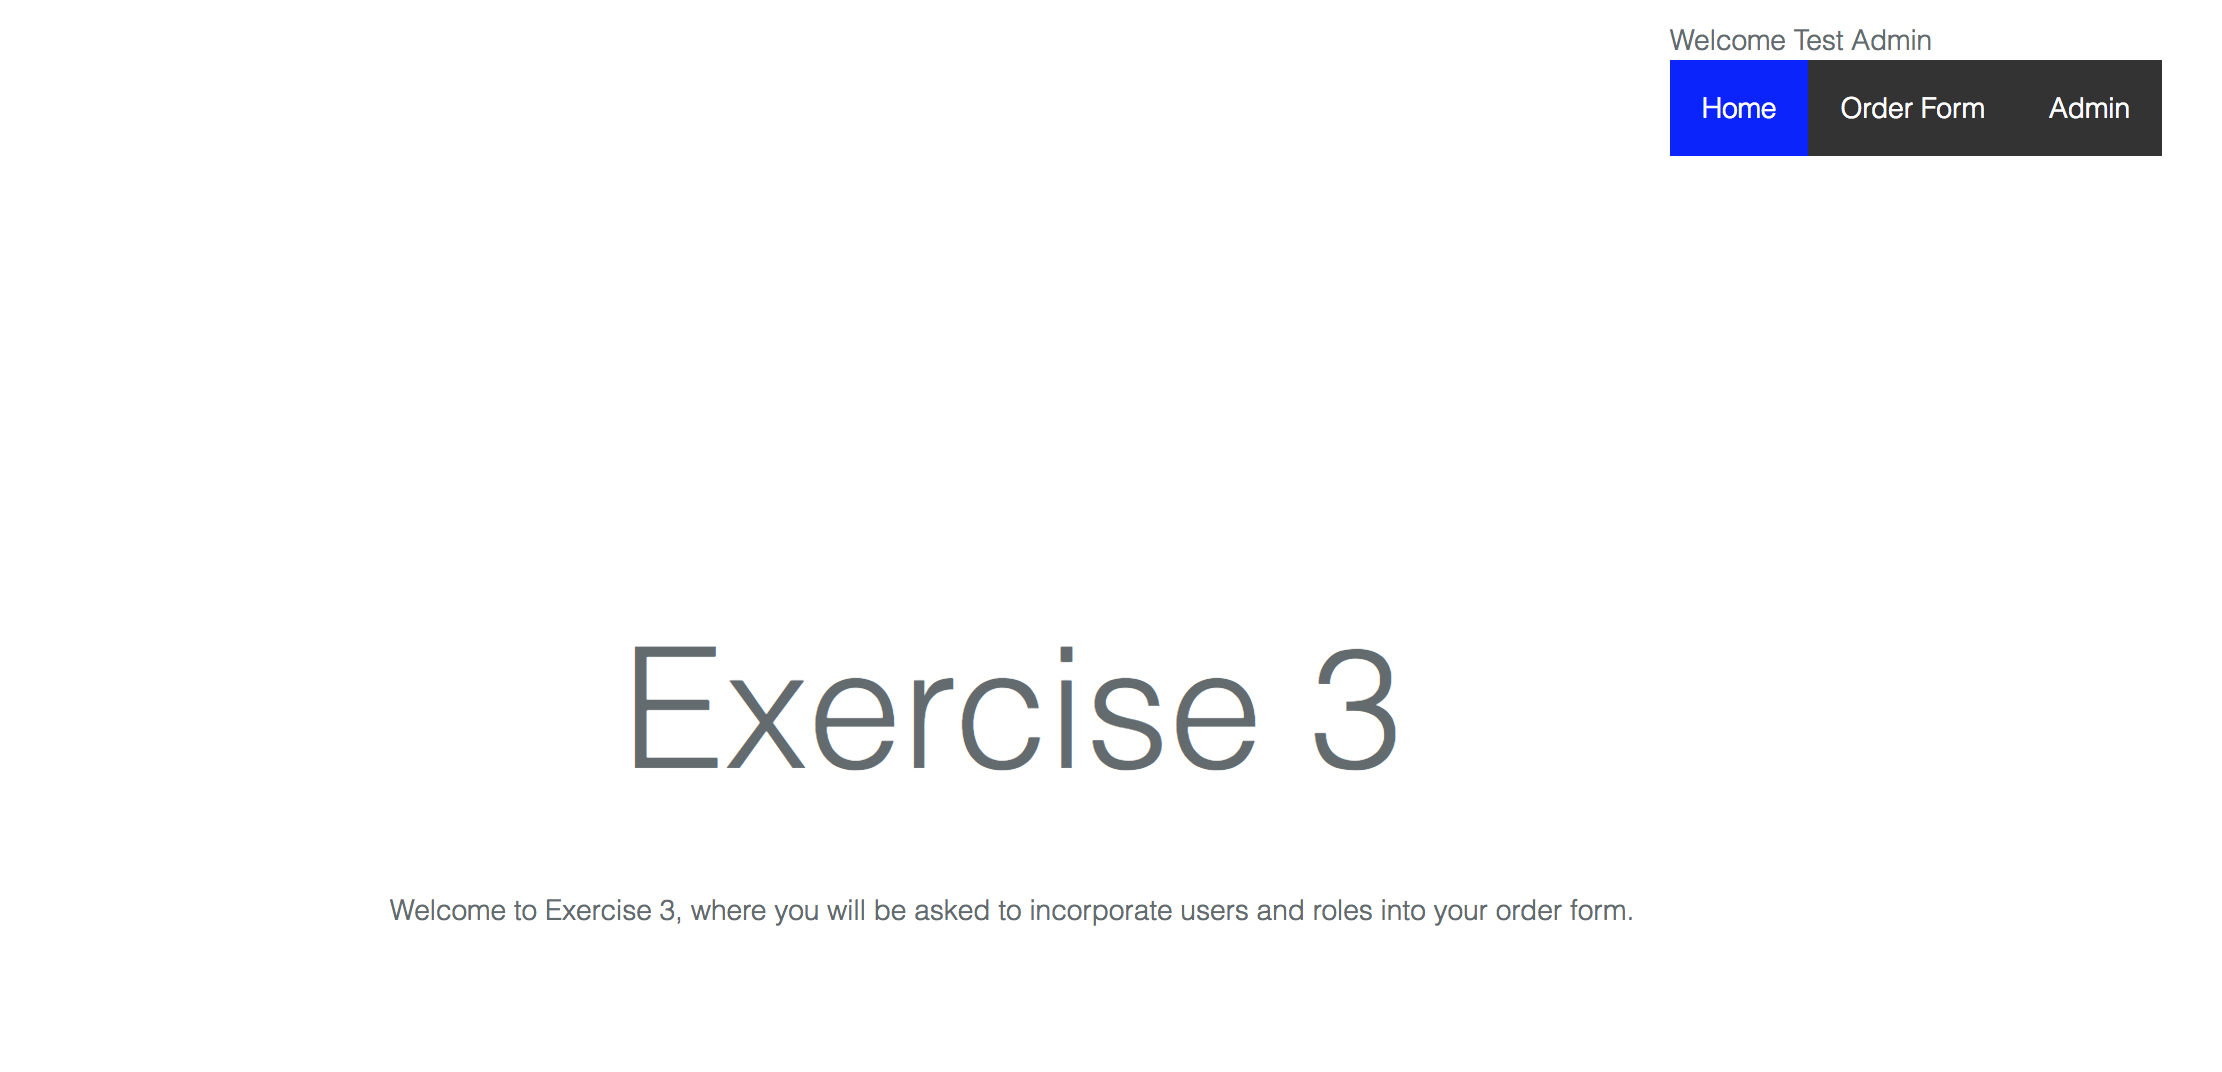 Welcome Test Admin
Home Order Form Admin
Exercise 3
Welcome to Exercise 3, where you will be asked to incorporate users and roles into your order form.